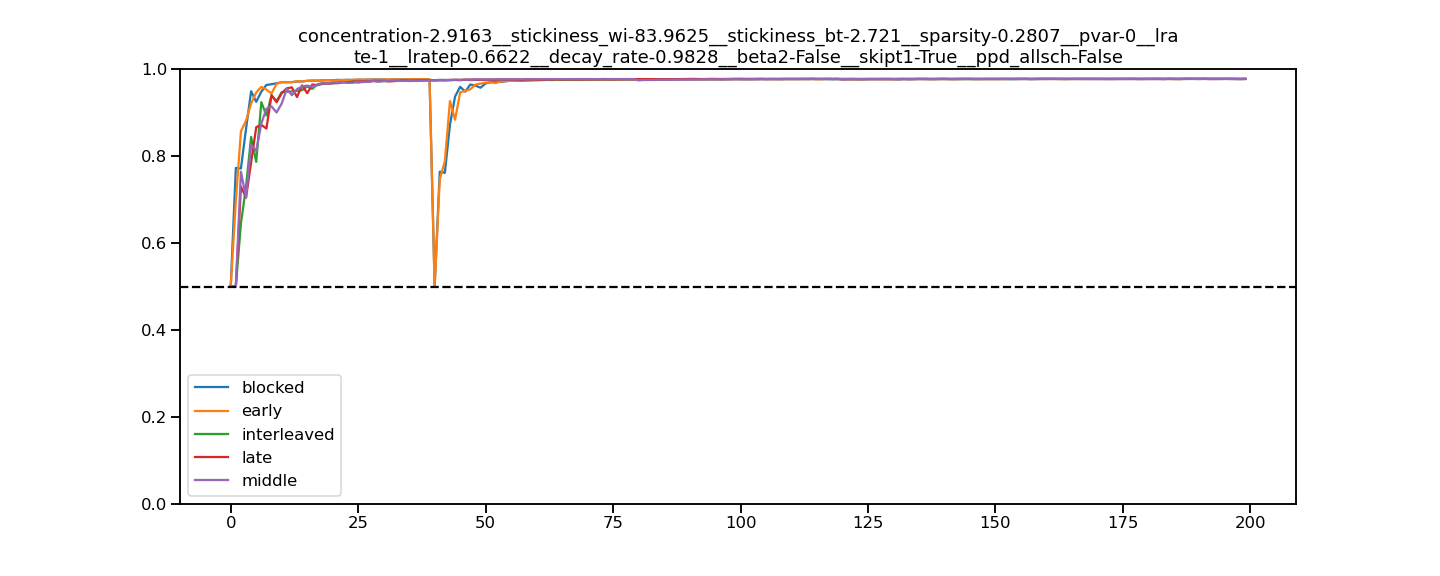 concentration-2.9163__stickiness_wi-83.9625__stickiness_bt-2.721__sparsity-0.2807__pvar-0__lra
te-1__lratep-0.6622__decay_rate-0.9828__beta2-False__skipt1-True__ppd_allsch-False
1.0
0.8
0.6
0.4
0.2
0.0
blocked
early
interleaved
late
middle
0 25 50 75 100 125 150 175 200